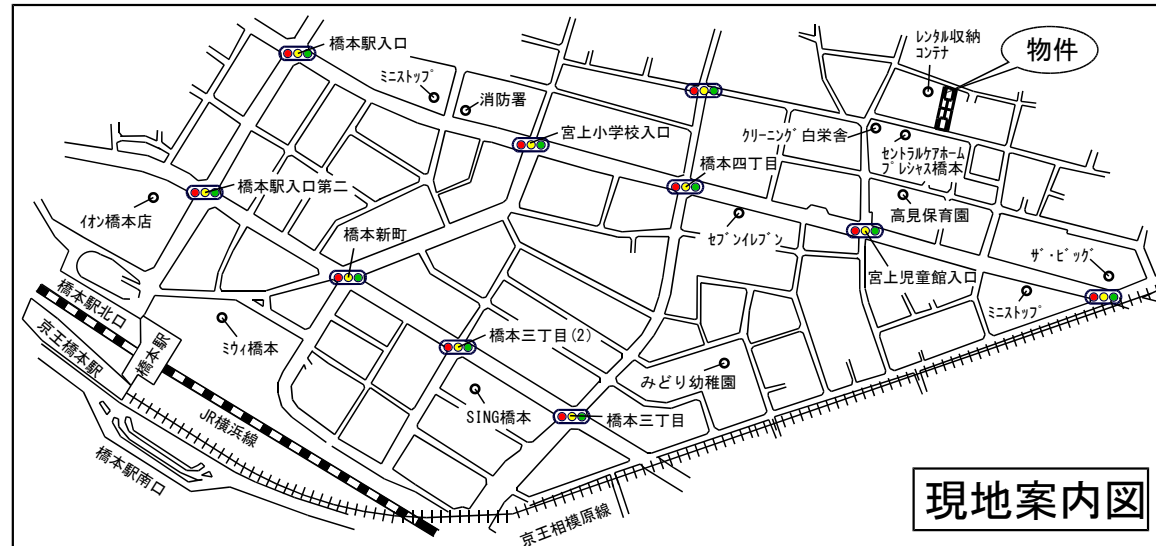 橋本駅入口
ﾐﾆｽﾄｯﾌﾟ
消防署
宮上小学校入口
ﾚﾝﾀﾙ収納
ｺﾝﾃﾅ
物件
ｸﾘｰﾆﾝｸﾞ白栄舎
ｾﾝﾄﾗﾙｹｱﾎｰﾑ
ﾌﾟﾚｼｬｽ橋本
橋本四丁目
高見保育園
橋本駅入口第二
イオン橋本店
橋本新町
ｾﾌﾞﾝｲﾚﾌﾞﾝ
宮上児童館入口
ザ・ﾋﾞｯｸﾞ
ﾐﾆｽﾄｯﾌﾟ
橋本駅北口
京王橋本駅
橋本駅
ﾐｳｨ橋本
橋本三丁目(2)
みどり幼稚園
SING橋本
橋本三丁目
JR横浜線
橋本駅南口
京王相模原線
現地案内図